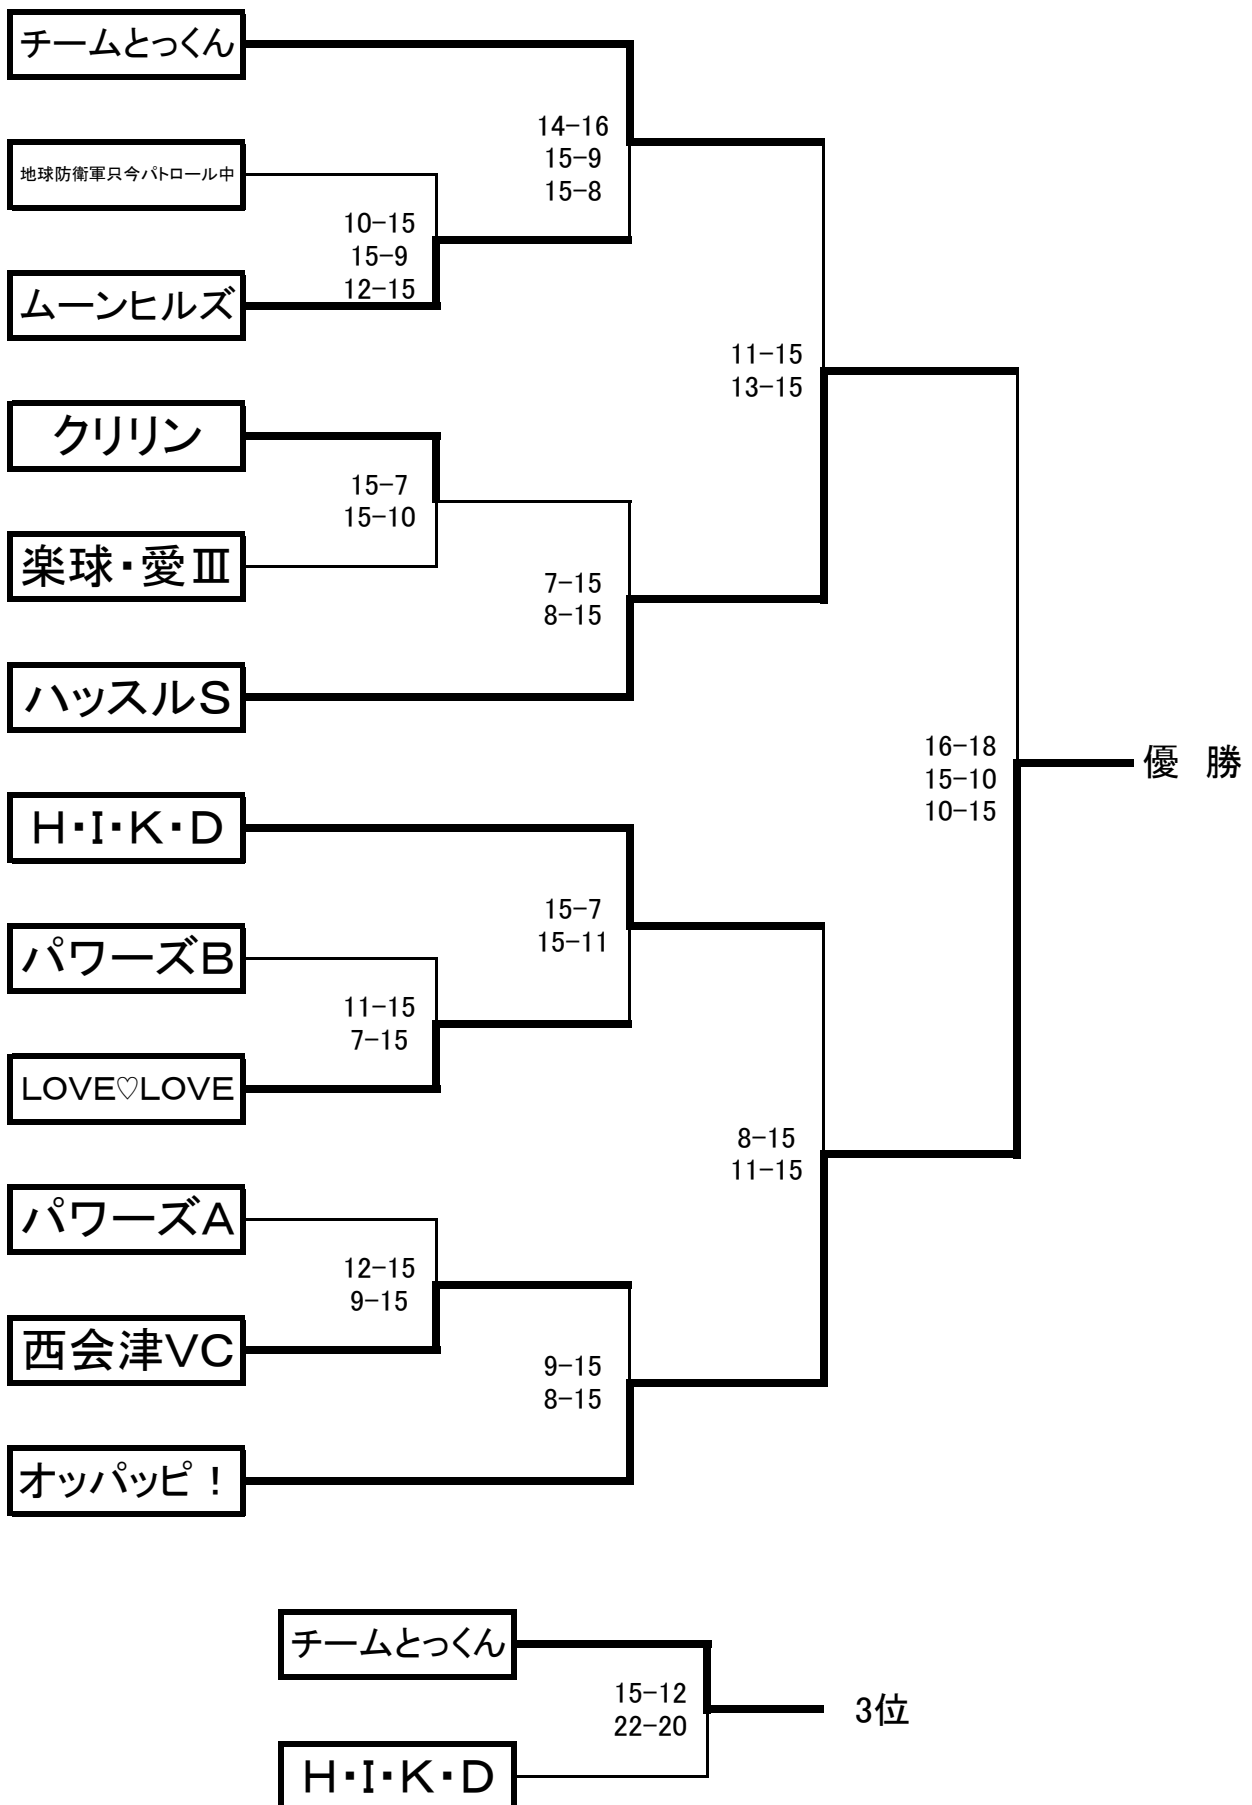 チームとっくん
14-16
15-9
15-8
地球防衛軍只今パトロール中
10-15
15-9
12-15
ムーンヒルズ
11-15
13-15
クリリン
15-7
15-10
楽球・愛Ⅲ
7-15
8-15
ハッスルS
16-18
15-10
10-15
優 勝
H・I・K・D
15-7
15-11
パワーズB
11-15
7-15
LOVE♡LOVE
8-15
11-15
パワーズA
12-15
9-15
西会津VC
9-15
8-15
オッパッピ！
チームとっくん
15-12
22-20
3位
H・I・K・D